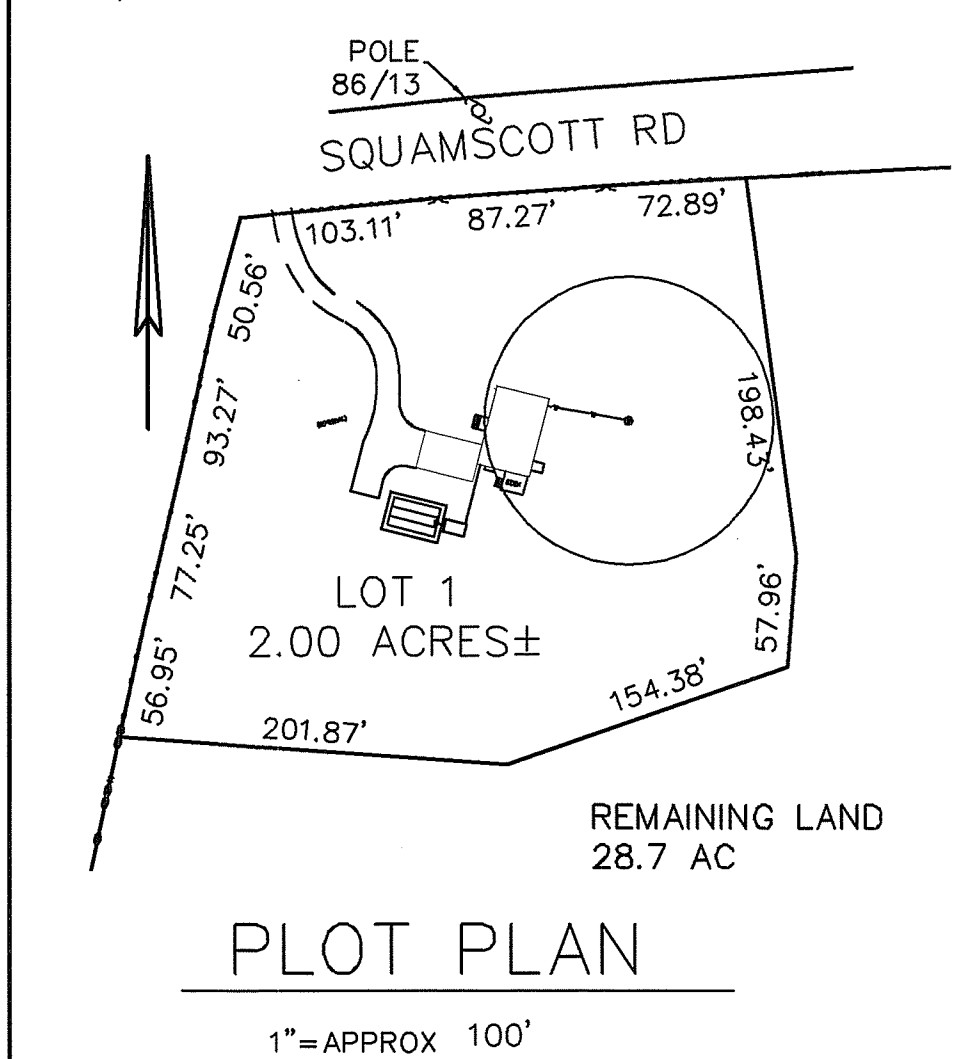 POLE
86/13
SQUAMSCOTT RD
103.11'
87.27'
72.89'
50.56'
93.27'
198.43'
77.25'
57.96'
LOT 1
2.00 ACRES±
56.95'
154.38'
201.87'
REMAINING LAND
28.7 AC
PLOT PLAN
1"=APPROX 100'